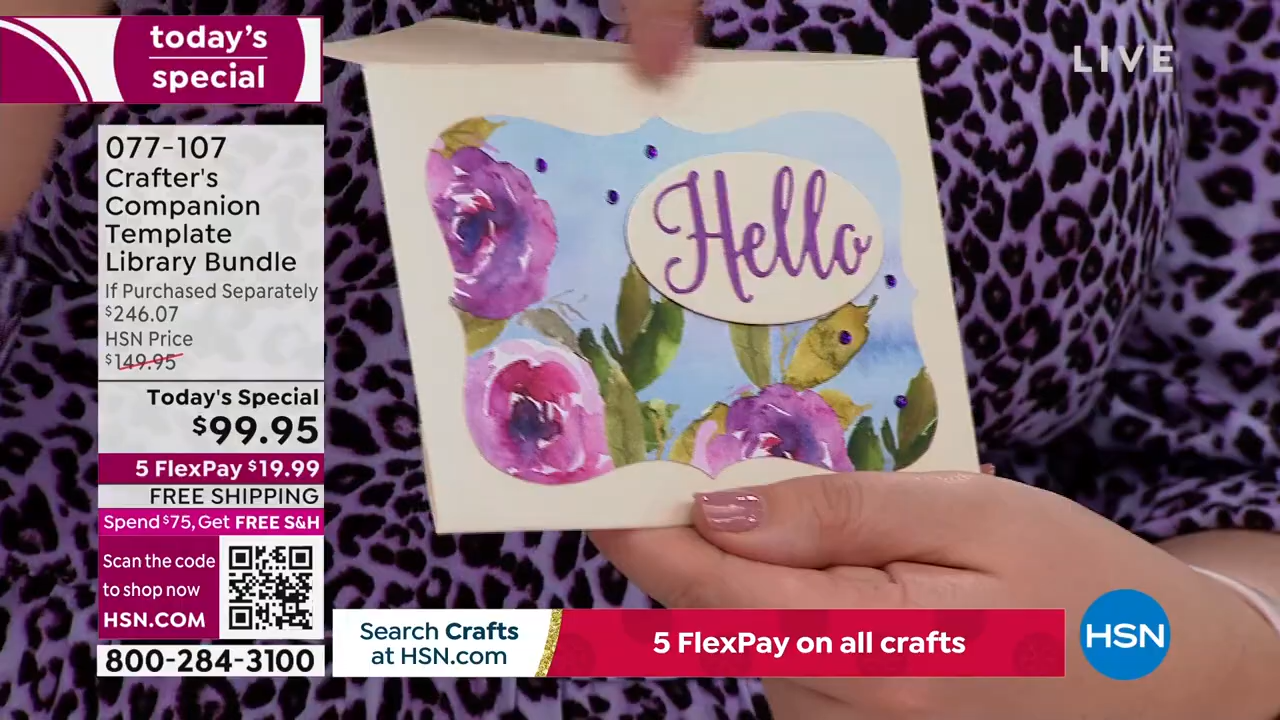 today's
special
LIVE
077-107
Crafter's
Companion
Template
Library Bundle
If Purchased Separately
$246.07
HSN Price
$149.95
Today's Special
$99.95
5 FlexPay $19.99
FREE SHIPPING
Spend $75, Get FREE S&H
Scan the code
to shop now
HSN.COM
800-284-3100
Hello
Search Crafts
at HSN.com
5 FlexPay on all crafts
HSN